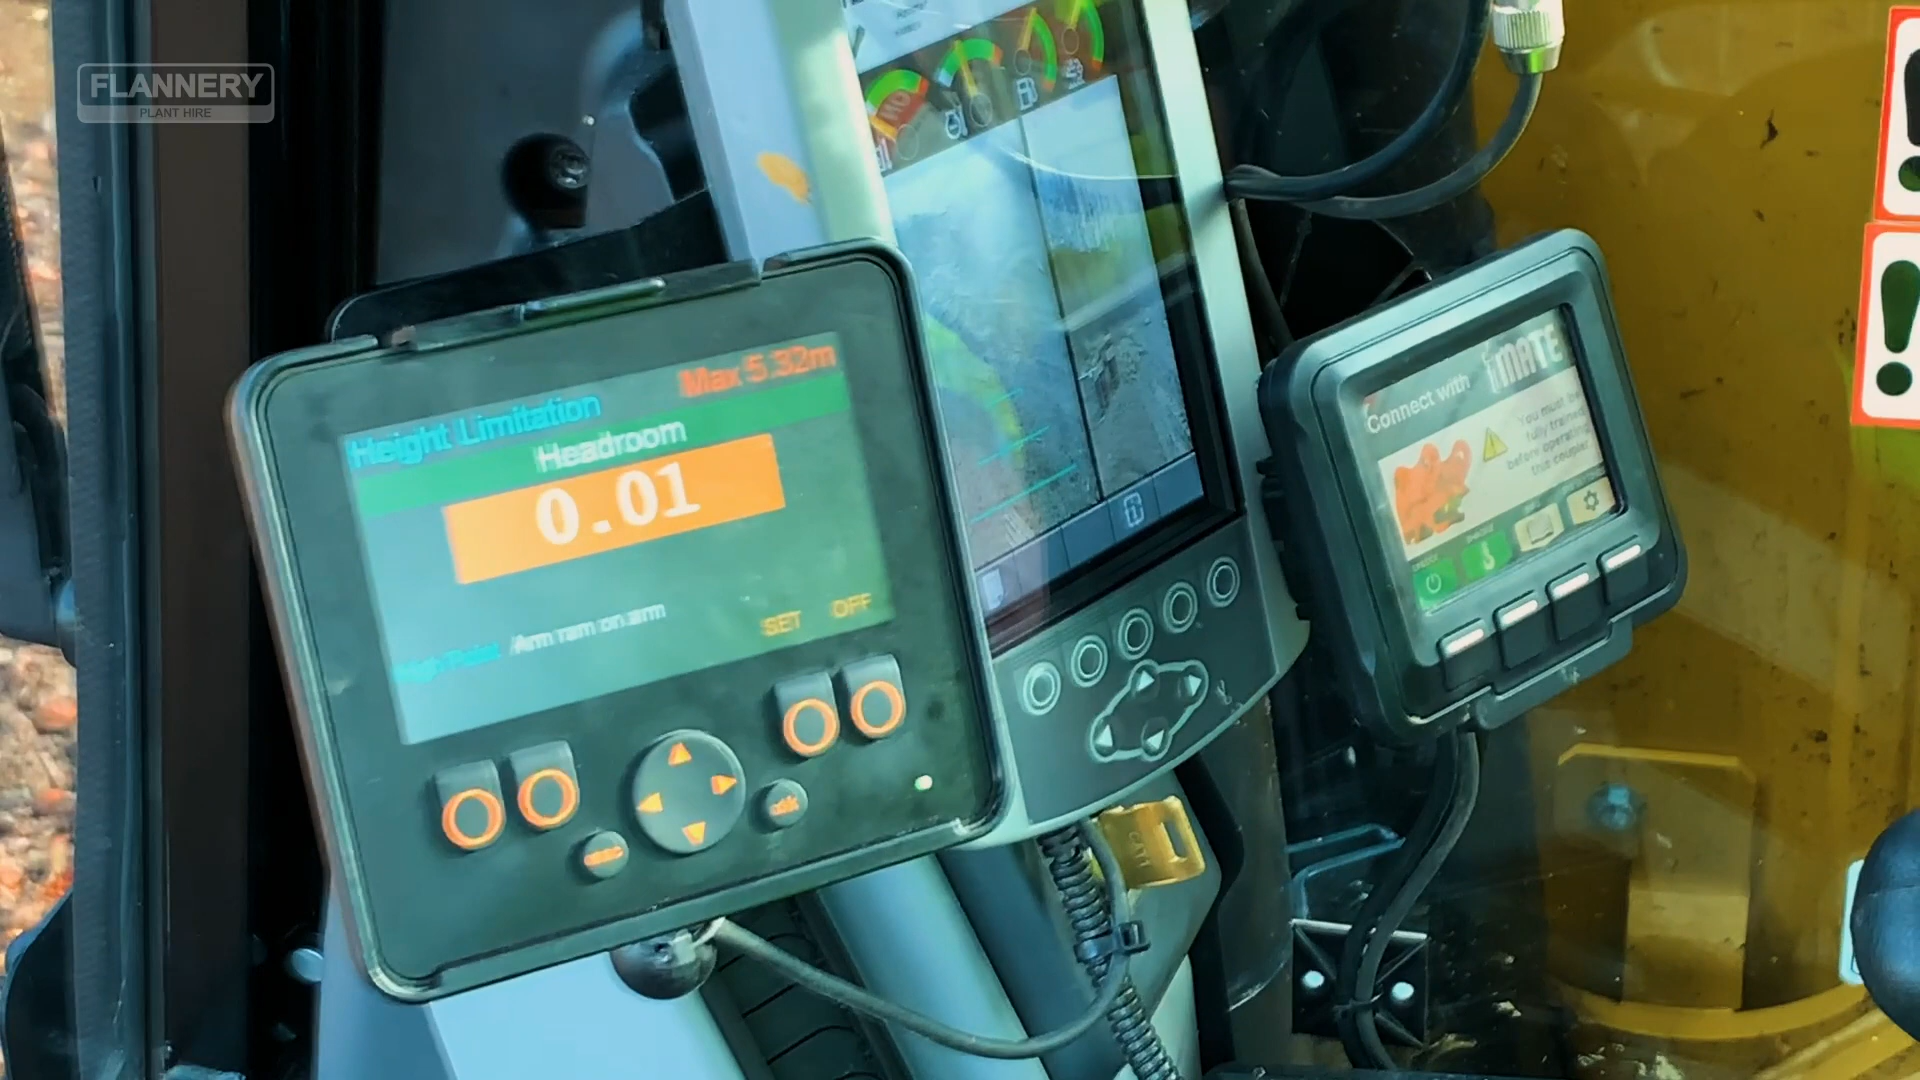 FLANNERY
PLANT HIRE
Max 5.32m
Height Limitation
Headroom
0.01
Arm ram on arm
SET OFF
Connect with iMATE
You must be
fully trained
before operating
this coupler